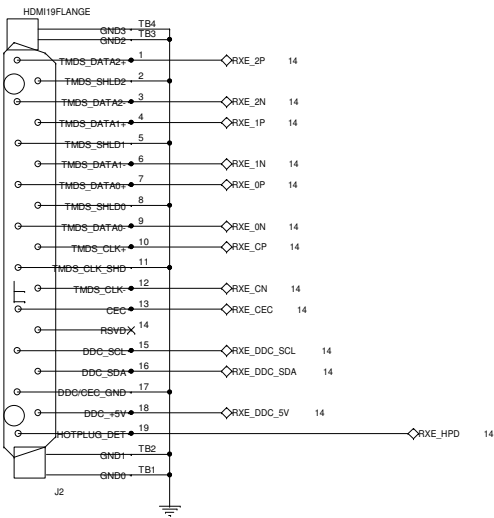 HDMI19FLANGE
GND3 TB4
GND2 TB3
TMDS_DATA2+ 1 RXE_2P 14
TMDS_SHLD2 2
TMDS_DATA2- 3 RXE_2N 14
TMDS_DATA1+ 4 RXE_1P 14
TMDS_SHLD1 5
TMDS_DATA1- 6 RXE_1N 14
TMDS_DATA0+ 7 RXE_0P 14
TMDS_SHLD0 8
TMDS_DATA0- 9 RXE_0N 14
TMDS_CLK+ 10 RXE_CP 14
TMDS_CLK_SHD 11
TMDS_CLK- 12 RXE_CN 14
CEC 13 RXE_CEC 14
RSVD 14
DDC_SCL 15 RXE_DDC_SCL 14
DDC_SDA 16 RXE_DDC_SDA 14
DDC/CEC_GND 17
DDC_+5V 18 RXE_DDC_5V 14
HOTPLUG_DET 19 RXE_HPD 14
GND1 TB2
GND0 TB1
J2